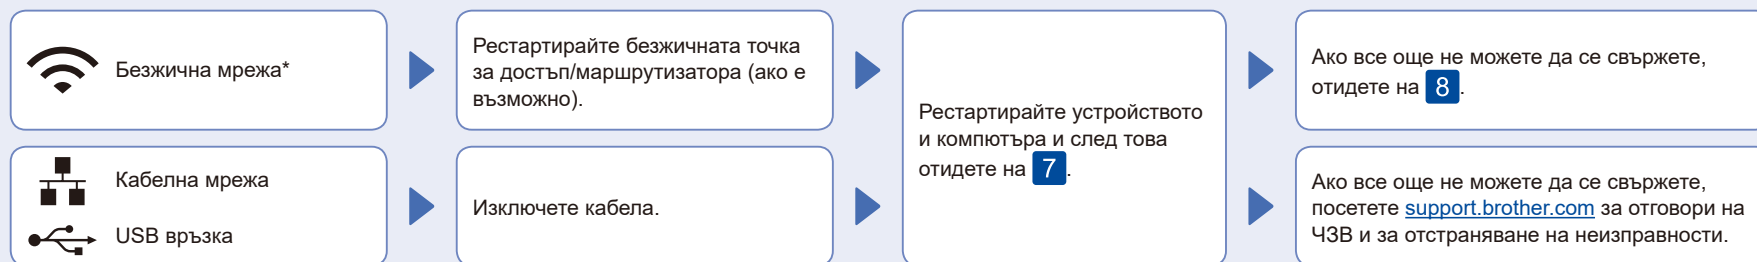 Безжична мрежа*
Рестартирайте безжичната точка
за достъп/маршрутизатора (ако е
възможно).
Кабелна мрежа
USB връзка
Изключете кабела.
Рестартирайте устройството
и компютъра и след това
отидете на 7.
Ако все още не можете да се свържете,
отидете на 8.
Ако все още не можете да се свържете,
посетете support.brother.com за отговори на
ЧЗВ и за отстраняване на неизправности.